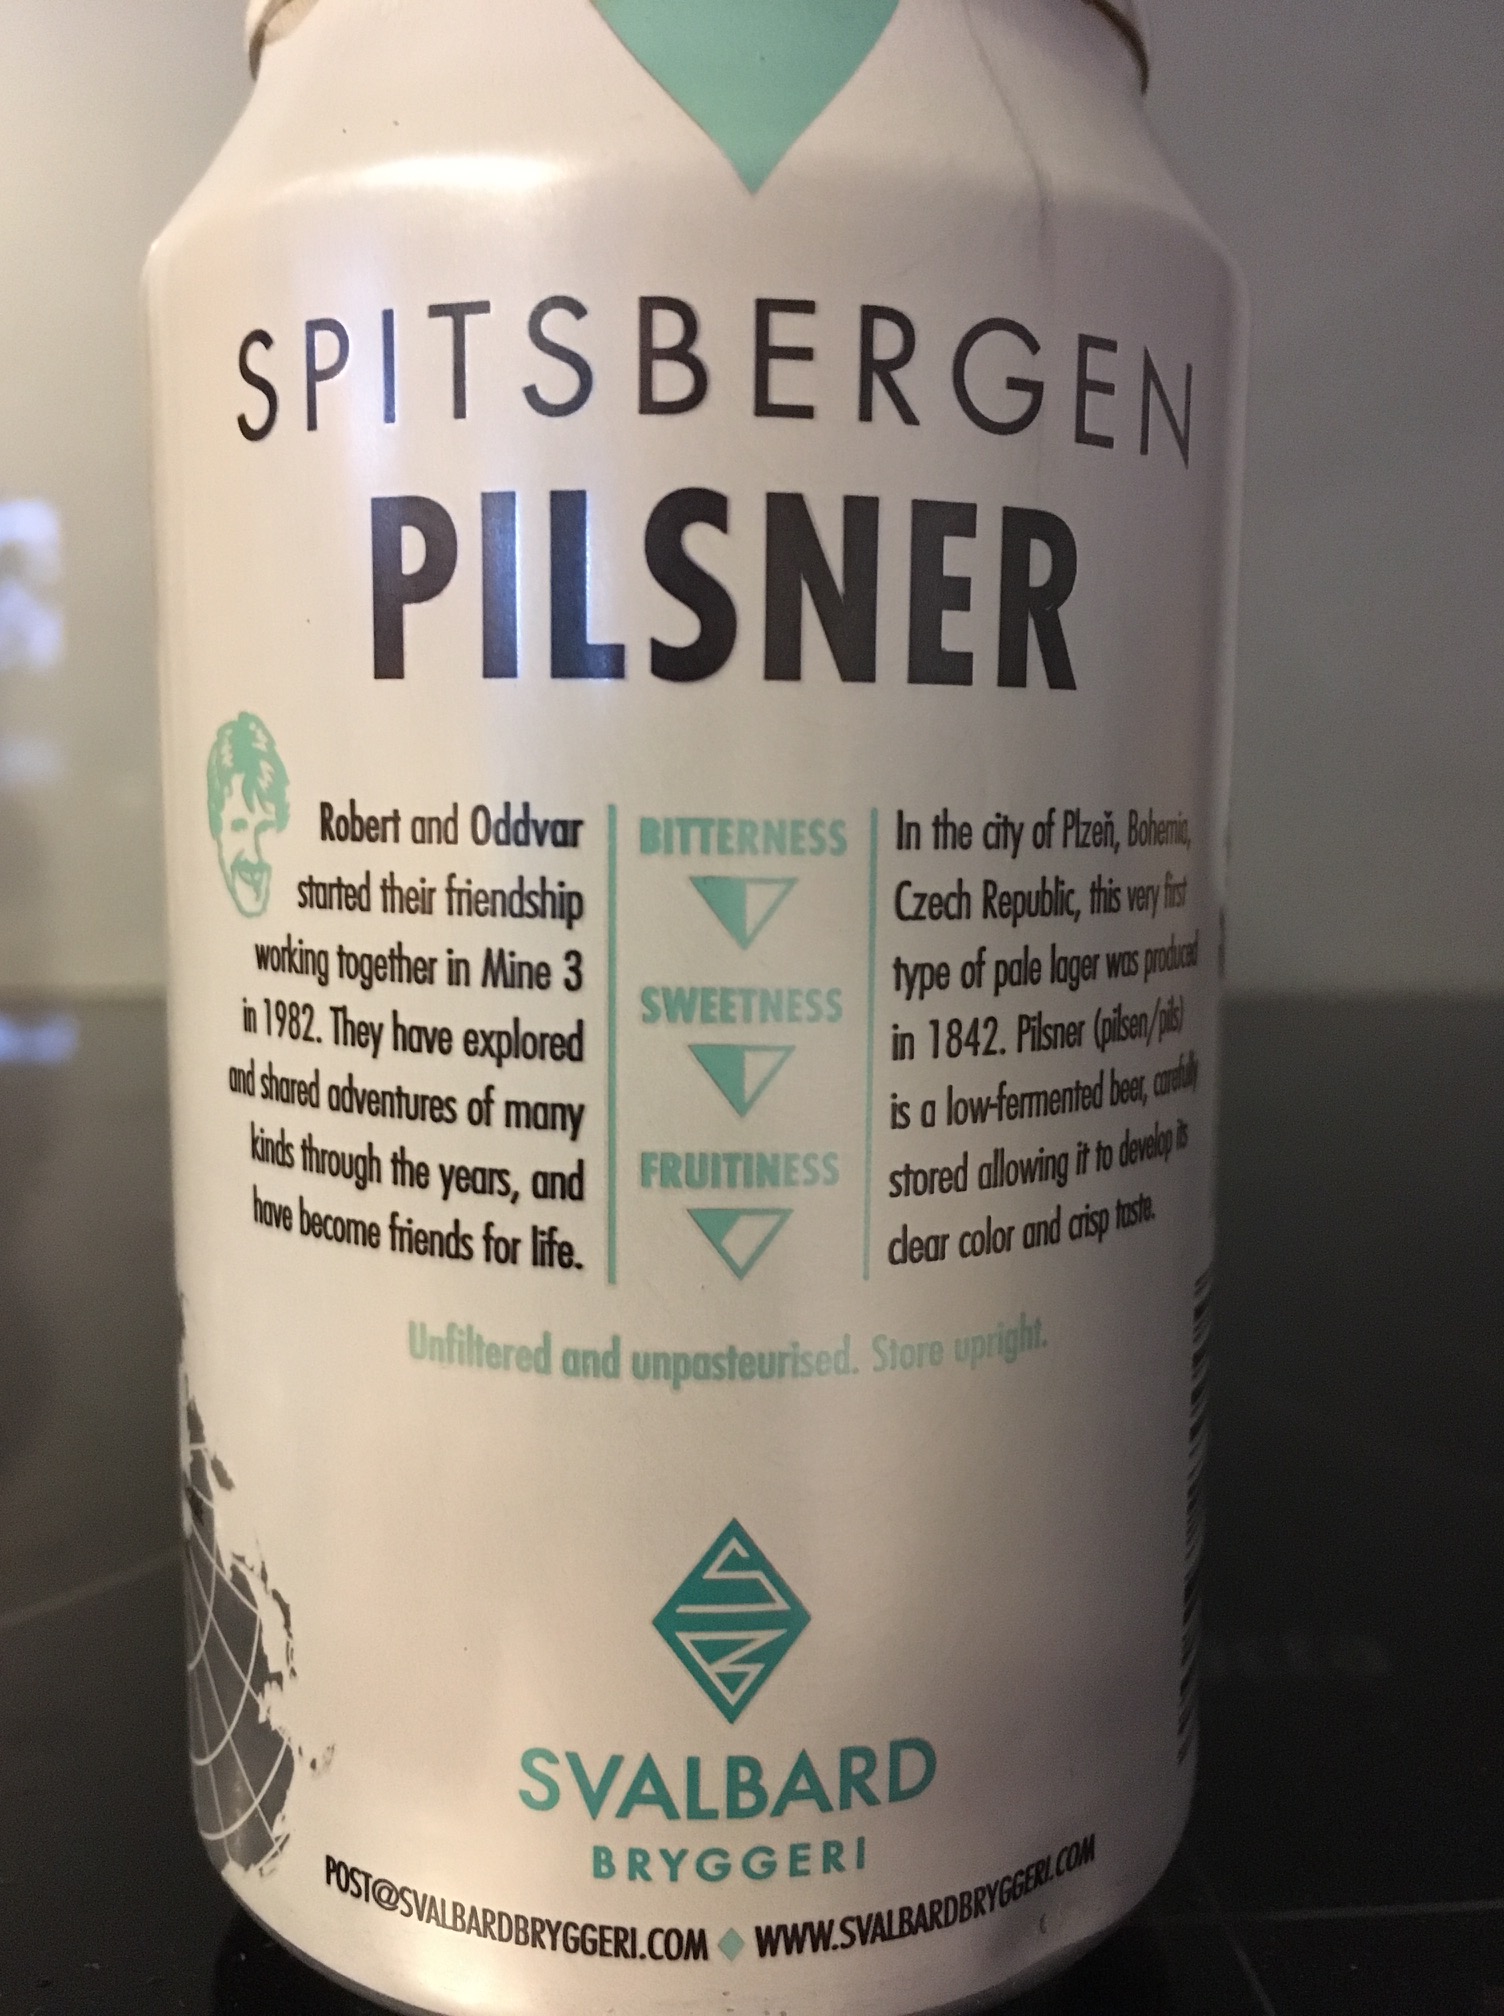 SPITSBERGEN
PILSNER
Robert and Oddvar
started their friendship
working together in Mine 3
in 1982. They have explored
and shared adventures of many
kinds through the years, and
have become friends for life.
BITTERNESS
SWEETNESS
FRUITINESS
In the city of Plzeň, Bohemia,
Czech Republic, this very first
type of pale lager was produced
in 1842. Pilsner (pilsen/pils)
is a low-fermented beer, carefully
stored allowing it to develop its
clear color and crisp taste.
Unfiltered and unpasteurised. Store upright.
SB
SVALBARD
BRYGGERI
POST@SVALBARDBRYGGERI.COM ◆ WWW.SVALBARDBRYGGERI.COM